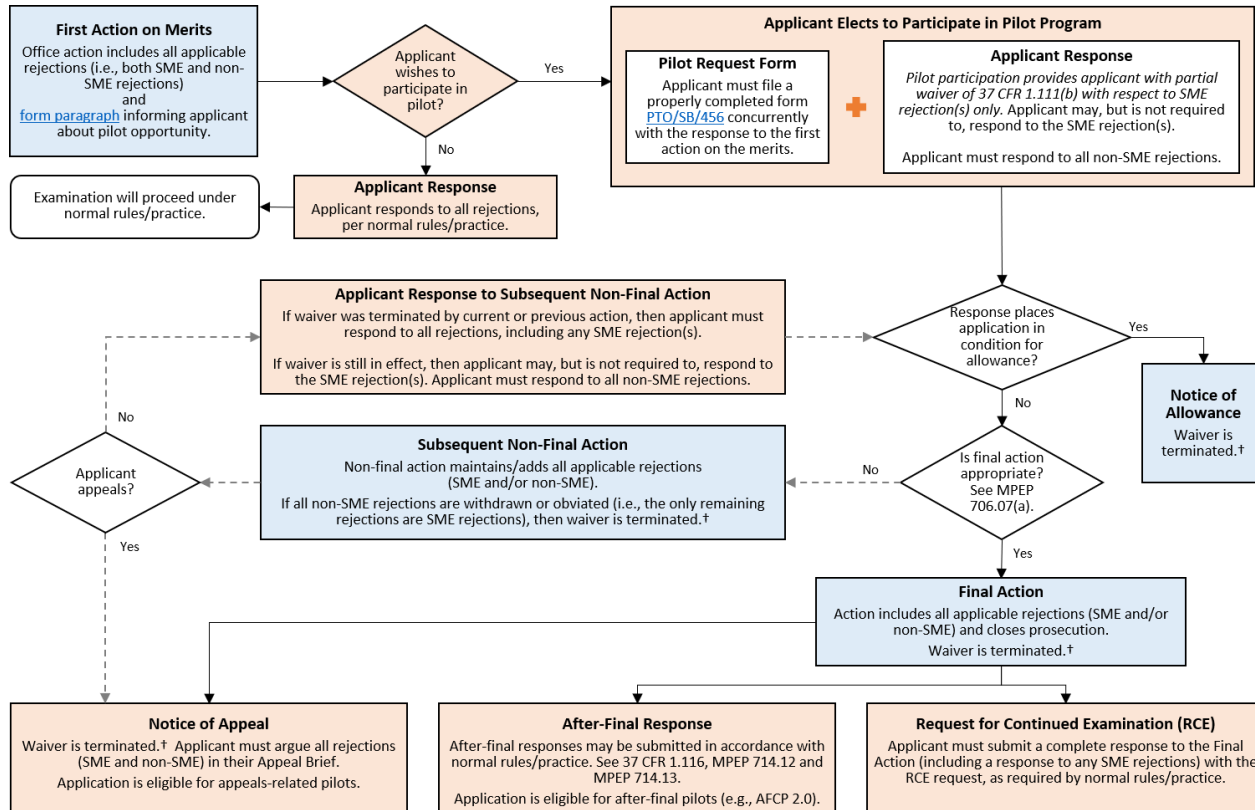 First Action on Merits
Office action includes all applicable
rejections (i.e., both SME and non-
SME rejections)
and
form paragraph informing applicant
about pilot opportunity.
Applicant
wishes to
participate in
pilot?
Yes
No
Applicant Elects to Participate in Pilot Program
Pilot Request Form
Applicant must file a
properly completed form
PTO/SB/456 concurrently
with the response to the first
action on the merits.
Applicant Response
Pilot participation provides applicant with partial
waiver of 37 CFR 1.111(b) with respect to SME
rejection(s) only. Applicant may, but is not required
to, respond to the SME rejection(s).
Applicant must respond to all non-SME rejections.
Applicant Response
Applicant responds to all rejections,
per normal rules/practice.
Examination will proceed under
normal rules/practice.
Applicant Response to Subsequent Non-Final Action
If waiver was terminated by current or previous action, then applicant must
respond to all rejections, including any SME rejection(s).
If waiver is still in effect, then applicant may, but is not required to, respond to
the SME rejection(s). Applicant must respond to all non-SME rejections.
Response places
application in
condition for
allowance?
Yes
No
Notice of
Allowance
Waiver is
terminated.†
No
Applicant
appeals?
Yes
Subsequent Non-Final Action
Non-final action maintains/adds all applicable rejections
(SME and/or non-SME).
If all non-SME rejections are withdrawn or obviated (i.e., the only remaining
rejections are SME rejections), then waiver is terminated.†
No
Is final action
appropriate?
See MPEP
706.07(a).
Yes
Final Action
Action includes all applicable rejections (SME and/or
non-SME) and closes prosecution.
Waiver is terminated.†
Notice of Appeal
Waiver is terminated.† Applicant must argue all rejections
(SME and non-SME) in their Appeal Brief.
Application is eligible for appeals-related pilots.
After-Final Response
After-final responses may be submitted in accordance with
normal rules/practice. See 37 CFR 1.116, MPEP 714.12 and
MPEP 714.13.
Application is eligible for after-final pilots (e.g., AFCP 2.0).
Request for Continued Examination (RCE)
Applicant must submit a complete response to the Final
Action (including a response to any SME rejections) with the
RCE request, as required by normal rules/practice.